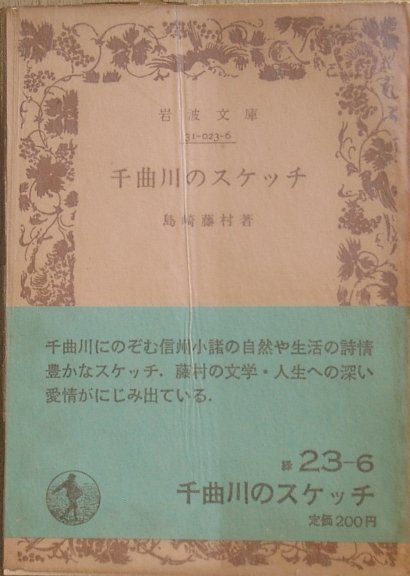 岩波文庫
31-023-6
千曲川のスケッチ
島崎藤村著
千曲川にのぞむ信州小諸の自然や生活の詩情
豊かなスケッチ．藤村の文学・人生への深い
愛情がにじみ出ている．
緑 23-6
千曲川のスケッチ
定価200円